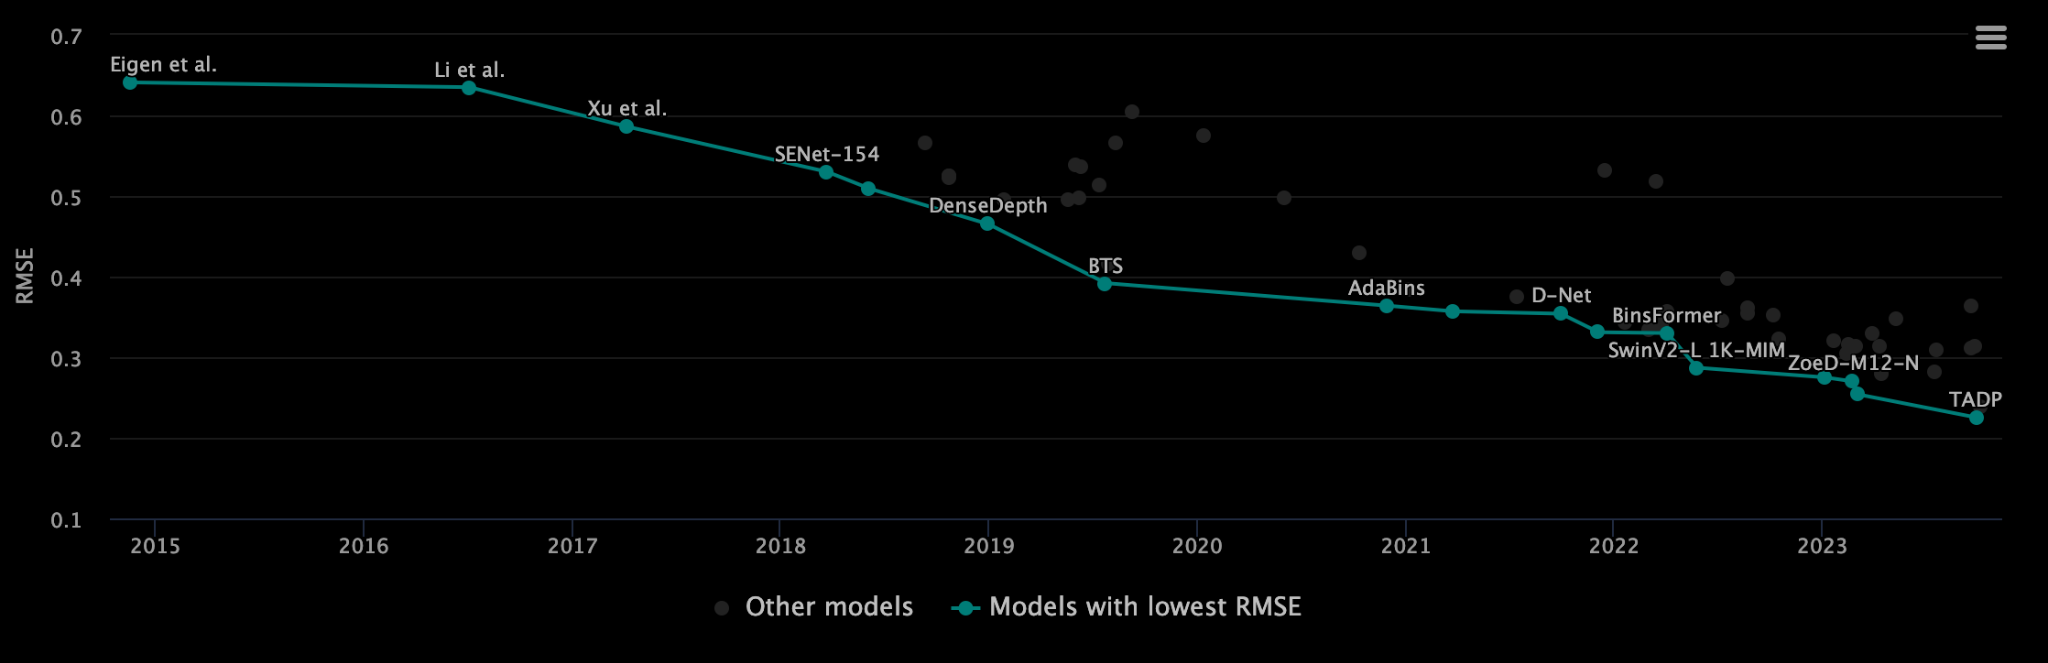 0.7
0.6
0.5
0.4
0.3
0.2
0.1
RMSE
Eigen et al.
Li et al.
Xu et al.
SENet-154
DenseDepth
BTS
AdaBins
D-Net
BinsFormer
SwinV2-L 1K-MIM
ZoeD-M12-N
TADP
2015 2016 2017 2018 2019 2020 2021 2022 2023
Other models Models with lowest RMSE